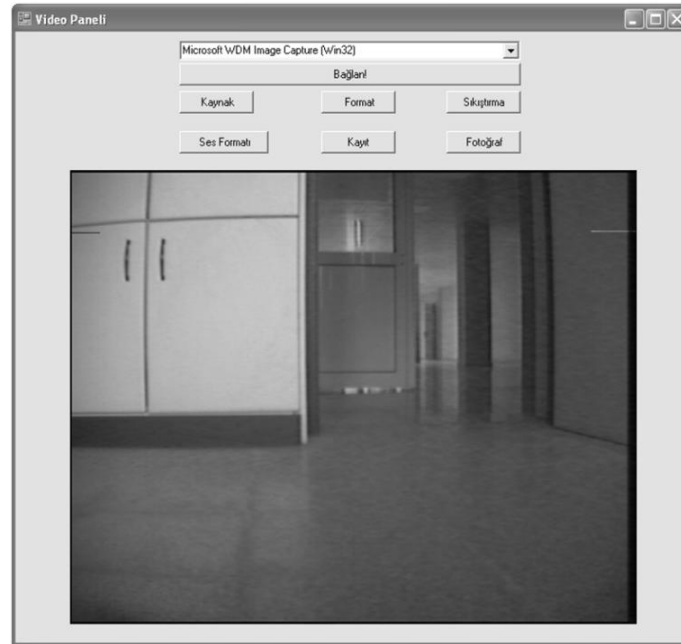 Video Paneli
Microsoft WDM Image Capture (Win32)
Bağlan!
Kaynak Format Sıkıştırma
Ses Formatı Kayıt Fotoğraf